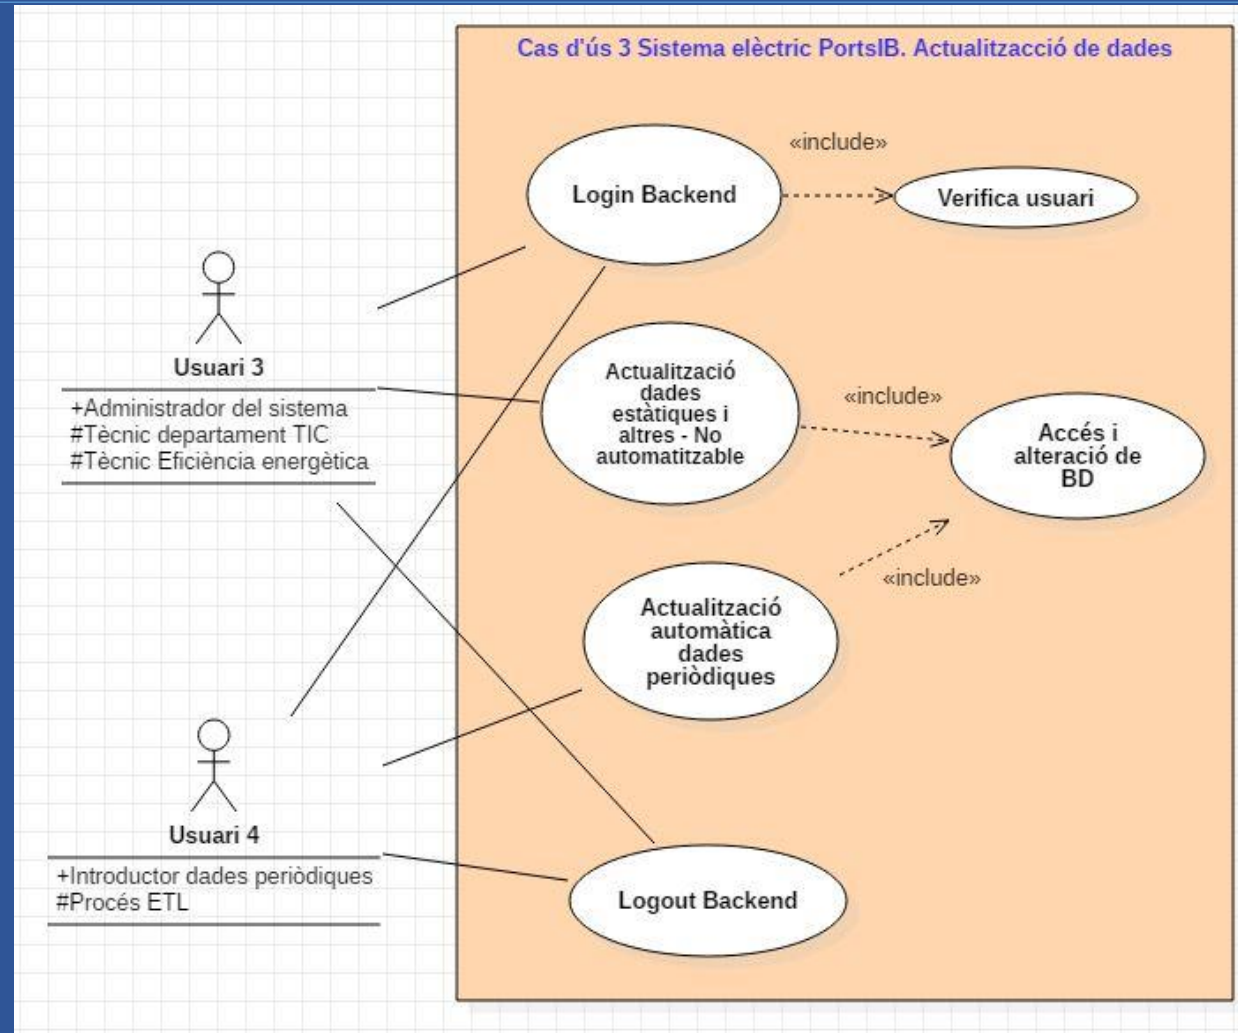 Cas d'ús 3 Sistema elèctric PortsIB. Actualitzacció de dades
«include»
Login Backend
Verifica usuari
Usuari 3
+Administrador del sistema
#Tècnic departament TIC
#Tècnic Eficiència energètica
Actualització
dades
estàtiques i
altres - No
automatitzable
«include»
Accés i
alteració de
BD
«include»
Actualització
automàtica
dades
periòdiques
Usuari 4
+Introductor dades periòdiques
#Procés ETL
Logout Backend